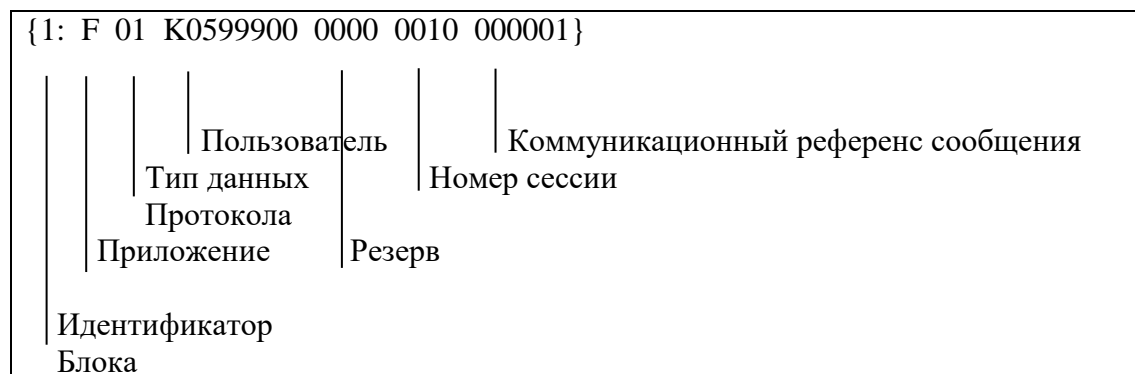 {1: F 01 K0599900 0000 0010 000001}
Пользователь Коммуникационный референс сообщения
Тип данных Номер сессии
Протокола
Приложение Резерв
Идентификатор
Блока